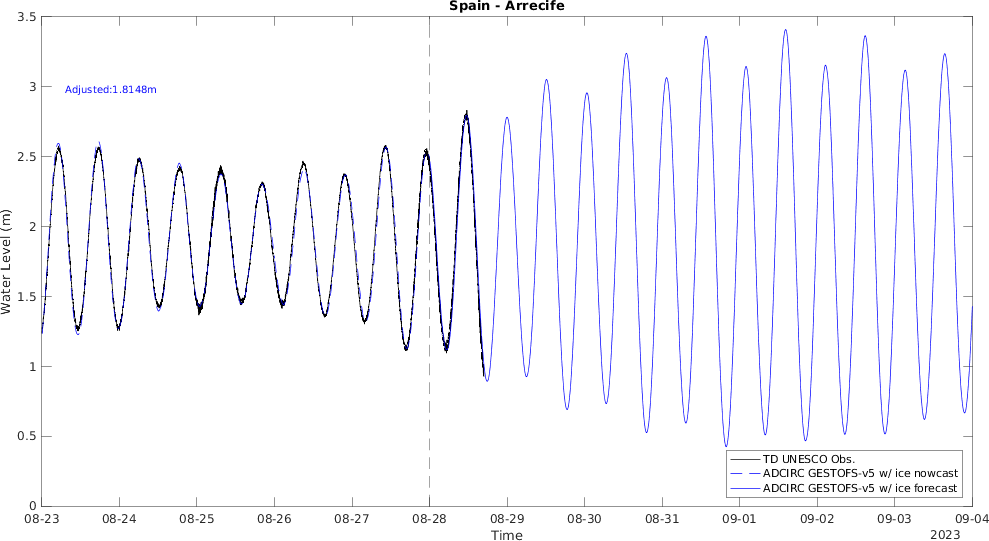 Spain - Arrecife
3.5
3
2.5
2
1.5
1
0.5
0
Water Level (m)
Adjusted:1.8148m
TD UNESCO Obs.
ADCIRC GESTOFS-v5 w/ ice nowcast
ADCIRC GESTOFS-v5 w/ ice forecast
08-23 08-24 08-25 08-26 08-27 08-28 08-29 08-30 08-31 09-01 09-02 09-03 09-04
Time
2023